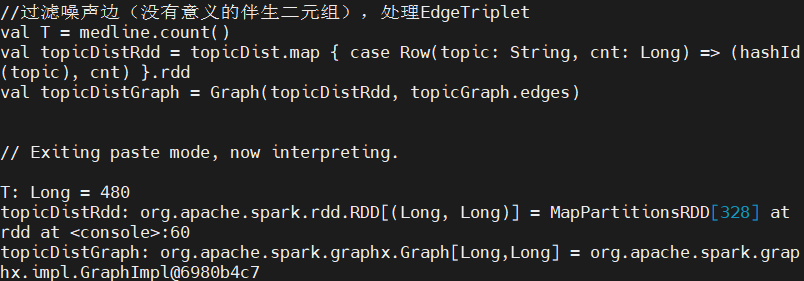 //过滤噪声边（没有意义的伴生二元组），处理EdgeTriplet
val T = medline.count()
val topicDistRdd = topicDist.map { case Row(topic: String, cnt: Long) => (hashId
(topic), cnt) }.rdd
val topicDistGraph = Graph(topicDistRdd, topicGraph.edges)
// Exiting paste mode, now interpreting.
T: Long = 480
topicDistRdd: org.apache.spark.rdd.RDD[(Long, Long)] = MapPartitionsRDD[328] at
rdd at <console>:60
topicDistGraph: org.apache.spark.graphx.Graph[Long,Long] = org.apache.spark.grap
hx.impl.GraphImpl@6980b4c7